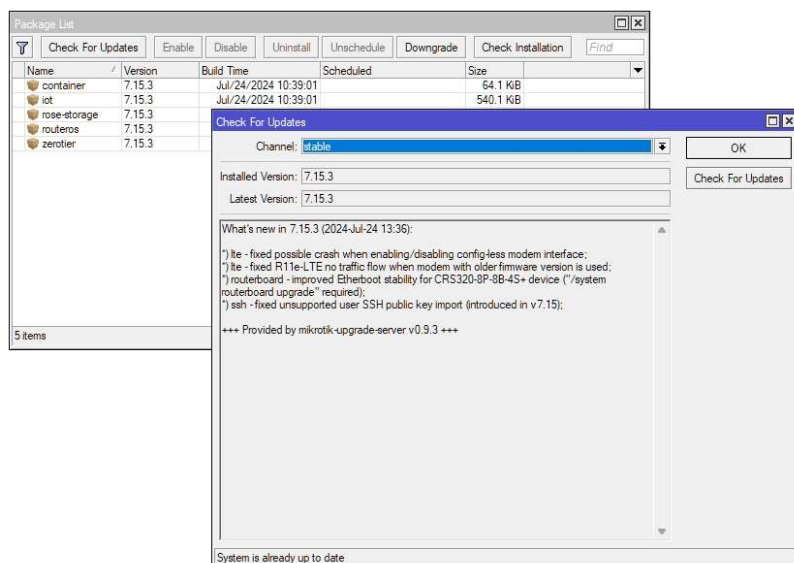 Package List
Check For Updates Enable Disable Uninstall Unschedule Downgrade Check Installation Find
Name / Version Build Time Scheduled Size
container 7.15.3 Jul/24/2024 10:39:01 64.1 KiB
iot 7.15.3 Jul/24/2024 10:39:01 540.1 KiB
rose-storage 7.15.3
routeros 7.15.3
zerotier 7.15.3
5 items
Check For Updates
Channel: stable
OK
Installed Version: 7.15.3
Check For Updates
Latest Version: 7.15.3
What's new in 7.15.3 (2024-Jul-24 13:36):
*) lte - fixed possible crash when enabling/disabling config-less modem interface;
*) lte - fixed R11e-LTE no traffic flow when modem with older firmware version is used;
*) routerboard - improved Etherboot stability for CRS320-8P-8B-4S+ device ("/system
routerboard upgrade" required);
*) ssh - fixed unsupported user SSH public key import (introduced in v7.15);
+++ Provided by mikrotik-upgrade-server v0.9.3 +++
System is already up to date